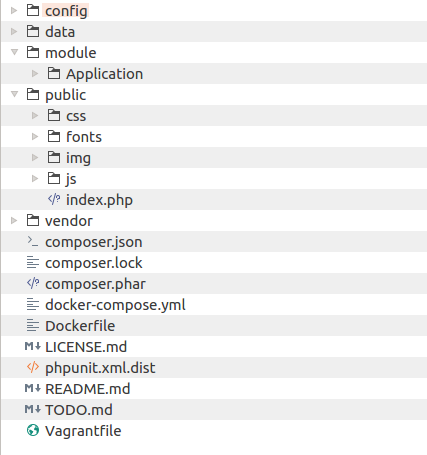 config
data
module
Application
public
css
fonts
img
js
index.php
vendor
composer.json
composer.lock
composer.phar
docker-compose.yml
Dockerfile
LICENSE.md
phpunit.xml.dist
README.md
TODO.md
Vagrantfile